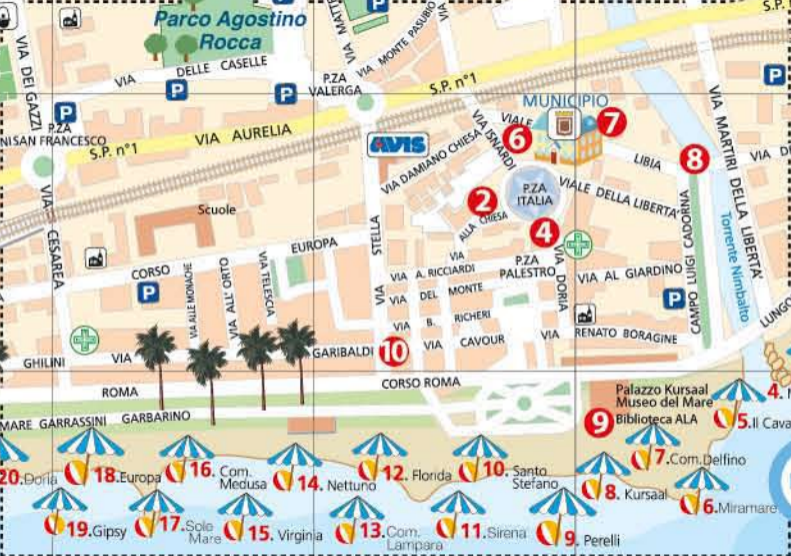 Parco Agostino
Rocca
VIA MATTE
P
VIA MONTE PASUBIO
VIA
S.P.
VIA DEI GAZZI
VIA DELLE CASELLE
P
P
P.ZA
VALERGA
S.P. n°1
P
P
P.ZA
NISAN FRANCESCO
VIA AURELIA
S.P. n°1
AVIS
VIA DAMIANO CHIESA
VIA ISNARDI
VIALE
MUNICIPIO
6
7
LIBIA
8
VIA MARTIRI DELLA LIBERTA'
VIA D
VIA CESAREA
Scuole
2
P.ZA
ITALIA
VIALE DELLA LIBERTA'
ALLA CHIESA
VIA
4
CORSO EUROPA
VIA STELLA
P
VIA ALLE MONACHE
VIA ALL'ORTO
VIA TELESCIA
VIA A. RICCIARDI
P.ZA
PALESTRO
VIA DORIA
VIA AL GIARDINO
P
CAMPO LUIGI CADORNA
Torrente Nimbalto
VIA DEL MONTE
VIA B. RICHERI
VIA CAVOUR
VIA RENATO BORAGINE
LUNGO
GHILINI VIA GARIBALDI
10
ROMA
CORSO ROMA
MARE GARRASSINI GARBARINO
Palazzo Kursaal
Museo del Mare
9 Biblioteca ALA
4.
5.Il Cava
20.Doria
18.Europa
16. Com.
Medusa
14. Nettuno
12. Florida
10. Santo
Stefano
8. Kursaal
7.Com.Delfino
6.Miramare
19.Gipsy
17.Sole
Mare
15. Virginia
13.Com.
Lampara
11.Sirena
9. Perelli